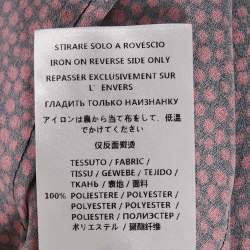 STIRARE SOLO A ROVESCIO
IRON ON REVERSE SIDE ONLY
REPASSER EXCLUSIVEMENT SUR
L' ENVERS
ГЛАДИТЬ ТОЛЬКО НАИЗНАНКУ
アイロンは裏から当て布をして、低温
でかけてください
仅反面熨烫
TESSUTO / FABRIC /
TISSU / GEWEBE / TEJIDO /
ТКАНЬ / 表地 / 面料
100% POLIESTERE / POLYESTER /
POLYESTER / POLYESTER /
POLIESTER / ПОЛИЭСТЕР /
ポリエステル / 聚酯纤维